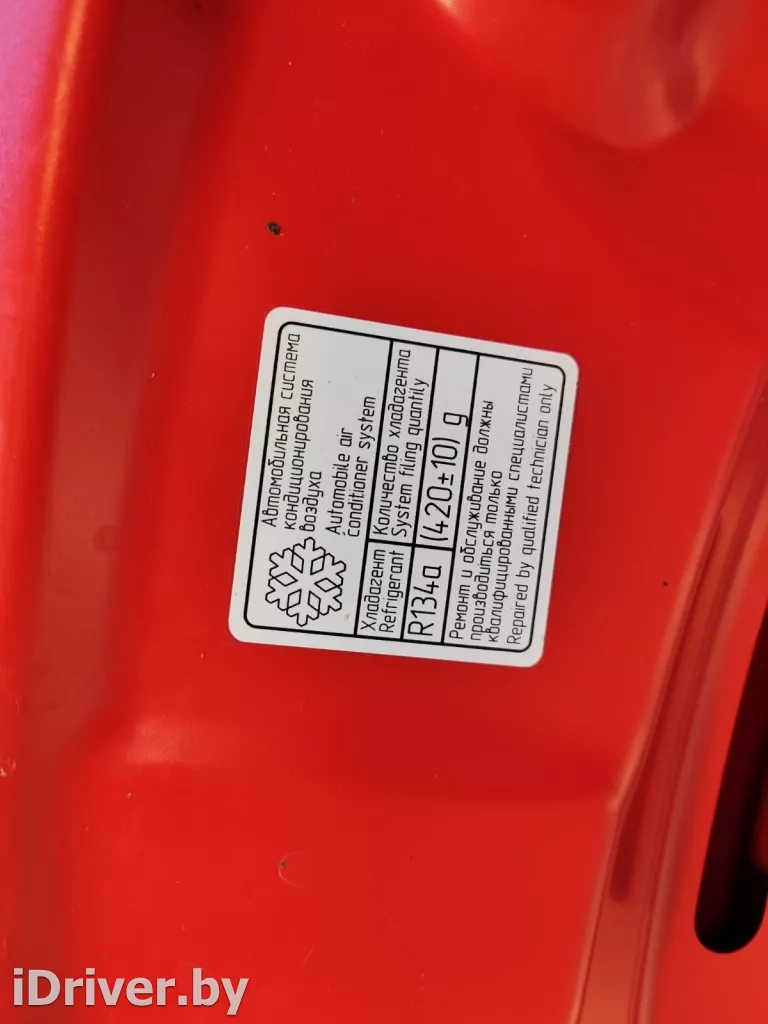 Автомобильная система
кондиционирования
воздуха
Automobile air
conditioner system
Хладагент
Refrigerant
Количество хладагента
System filing quantily
R134a
(420±10) g
Ремонт и обслуживание должны
производиться только
квалифицированными специалистами
Repaired by qualified technician only
iDriver.by